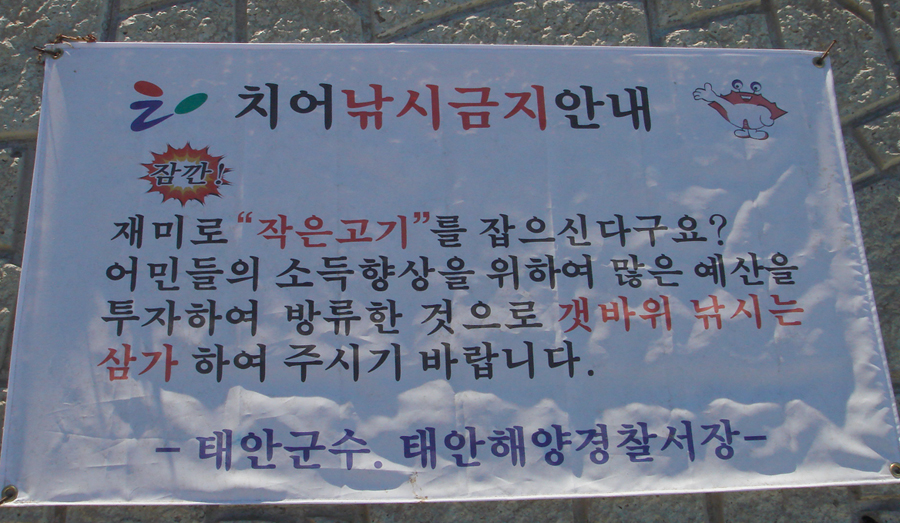 치어낚시금지안내
잠깐!
재미로 “작은고기”를 잡으신다구요?
어민들의 소득향상을 위하여 많은 예산을
투자하여 방류한 것으로 갯바위 낚시는
삼가 하여 주시기 바랍니다.
- 태안군수. 태안해양경찰서장-